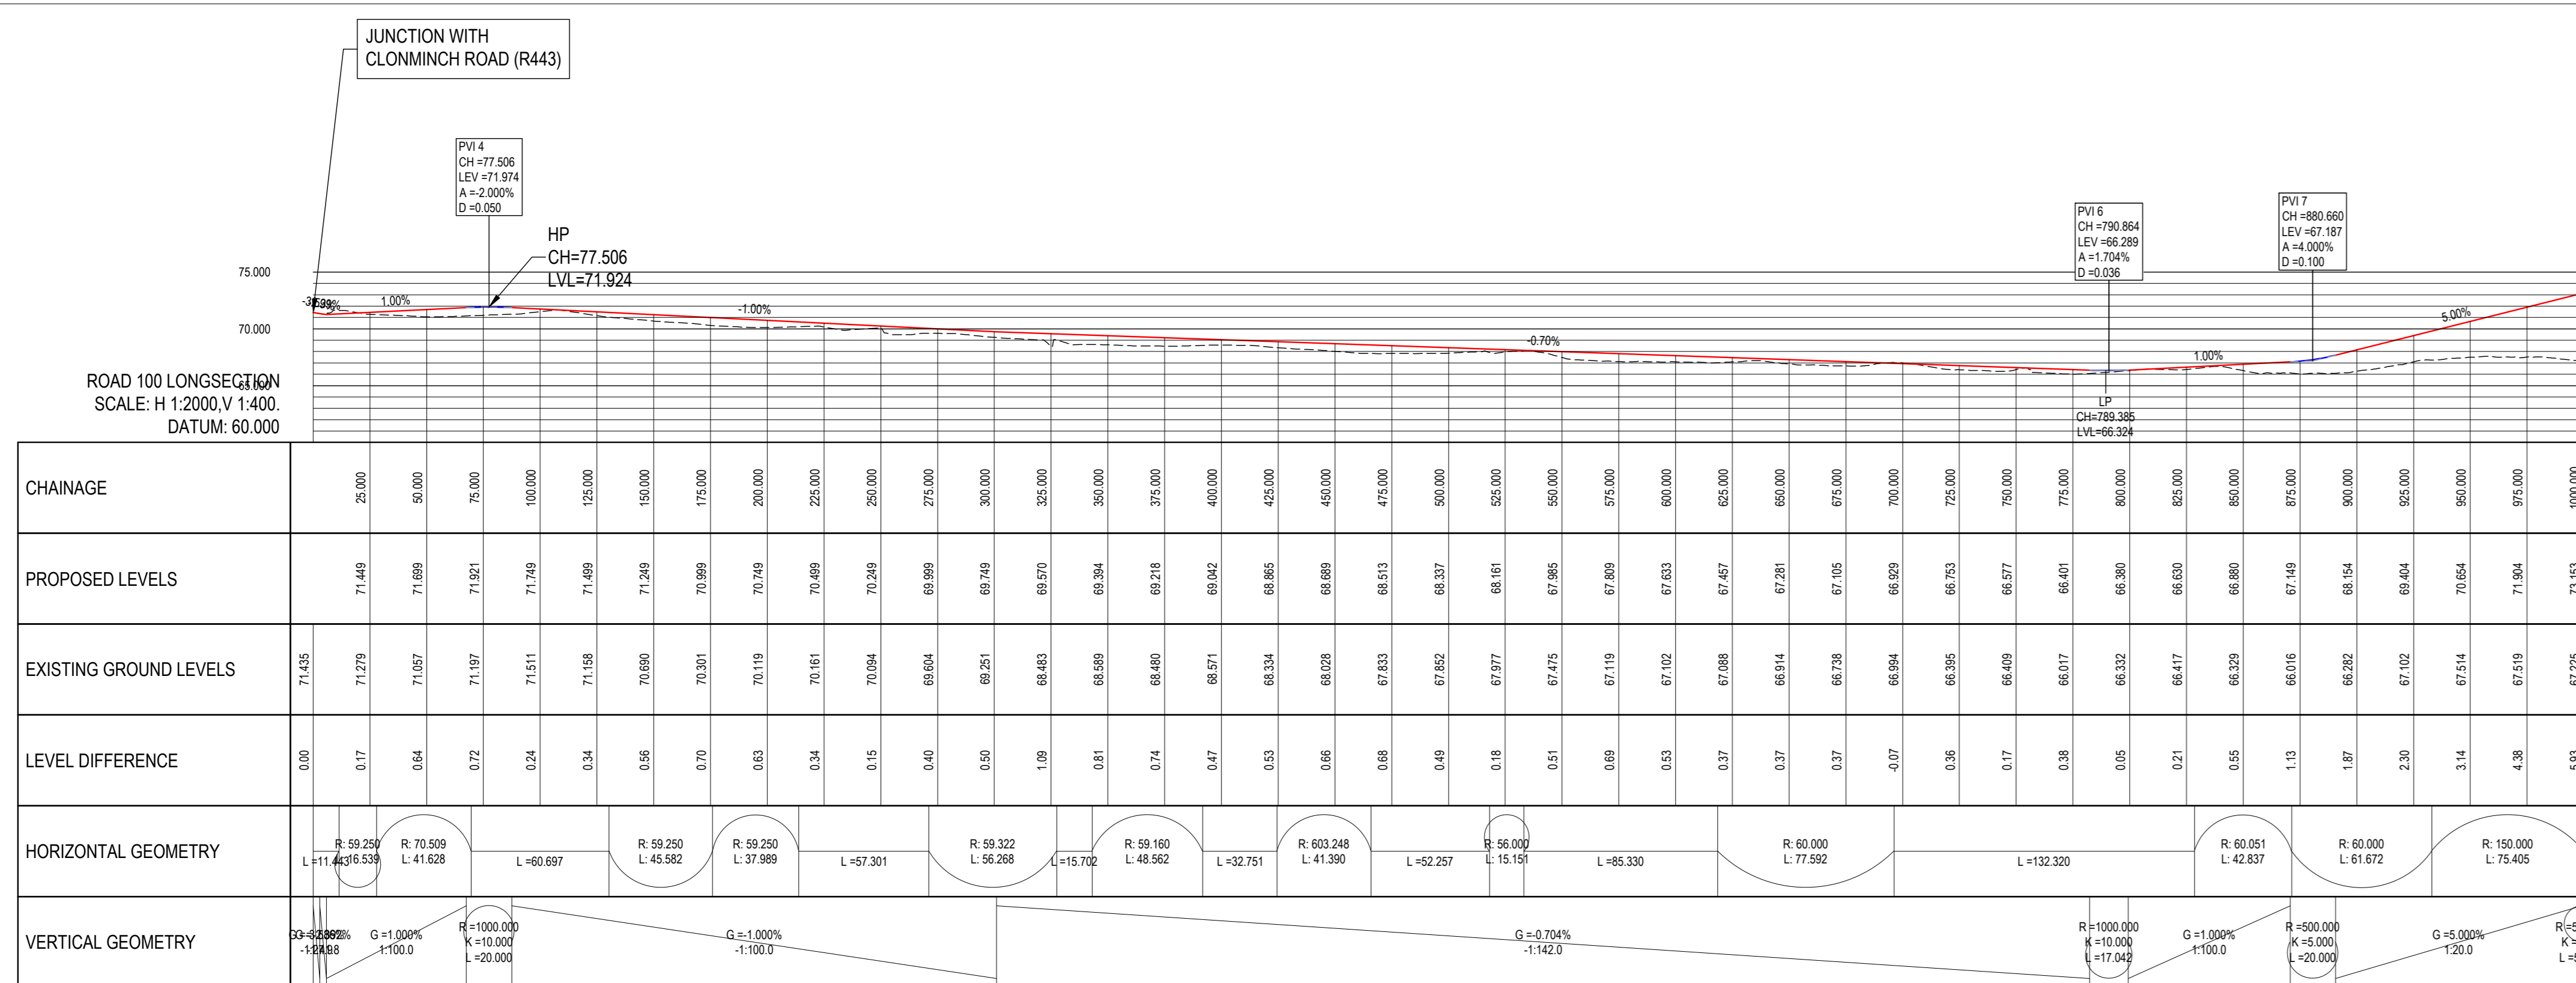 JUNCTION WITH
CLONMINCH ROAD (R443)
PVI 4
CH =77.506
LEV =71.974
A =-2.000%
D =0.050
HP
CH=77.506
LVL=71.924
PVI 6
CH =790.864
LEV =66.289
A =1.704%
D =0.036
PVI 7
CH =880.660
LEV =67.187
A =4.000%
D =0.100
75.000
70.000
65.000
1.00%
-1.00%
-0.70%
1.00%
5.00%
ROAD 100 LONGSECTION
SCALE: H 1:2000,V 1:400.
DATUM: 60.000
LP
CH=789.385
LVL=66.324
CHAINAGE
25.000 50.000 75.000 100.000 125.000 150.000 175.000 200.000 225.000 250.000 275.000 300.000 325.000 350.000 375.000 400.000 425.000 450.000 475.000 500.000 525.000 550.000 575.000 600.000 625.000 650.000 675.000 700.000 725.000 750.000 775.000 800.000 825.000 850.000 875.000 900.000 925.000 950.000 975.000 1000.000
PROPOSED LEVELS
71.449 71.699 71.921 71.749 71.499 71.249 70.999 70.749 70.499 70.249 69.999 69.749 69.570 69.394 69.218 69.042 68.865 68.689 68.513 68.337 68.161 67.985 67.809 67.633 67.457 67.281 67.105 66.929 66.753 66.577 66.401 66.380 66.630 66.880 67.149 68.154 69.404 70.654 71.904 73.153
EXISTING GROUND LEVELS
71.435 71.279 71.057 71.197 71.511 71.158 70.690 70.301 70.119 70.161 70.094 69.604 69.251 68.483 68.589 68.480 68.571 68.334 68.028 67.833 67.852 67.977 67.475 67.119 67.102 67.088 66.914 66.738 66.994 66.395 66.409 66.017 66.332 66.417 66.329 66.016 66.282 67.102 67.514 67.519 67.225
LEVEL DIFFERENCE
0.00 0.17 0.64 0.72 0.24 0.34 0.56 0.70 0.63 0.34 0.15 0.40 0.50 1.09 0.81 0.74 0.47 0.53 0.66 0.68 0.49 0.18 0.51 0.69 0.53 0.37 0.37 0.37 -0.07 0.36 0.17 0.38 0.05 0.21 0.55 1.13 1.87 2.30 3.14 4.38 5.93
HORIZONTAL GEOMETRY
L =11.443
R: 59.250
L: 16.539
R: 70.509
L: 41.628
L =60.697
R: 59.250
L: 45.582
R: 59.250
L: 37.989
L =57.301
R: 59.322
L: 56.268
L =15.702
R: 59.160
L: 48.562
L =32.751
R: 603.248
L: 41.390
L =52.257
R: 56.000
L: 15.151
L =85.330
R: 60.000
L: 77.592
L =132.320
R: 60.051
L: 42.837
R: 60.000
L: 61.672
R: 150.000
L: 75.405
VERTICAL GEOMETRY
G =1.000%
1:100.0
R =1000.000
K =10.000
L =20.000
G =-1.000%
-1:100.0
G =-0.704%
-1:142.0
R =1000.000
K =10.000
L =17.042
G =1.000%
1:100.0
R =500.000
K =5.000
L =20.000
G =5.000%
1:20.0